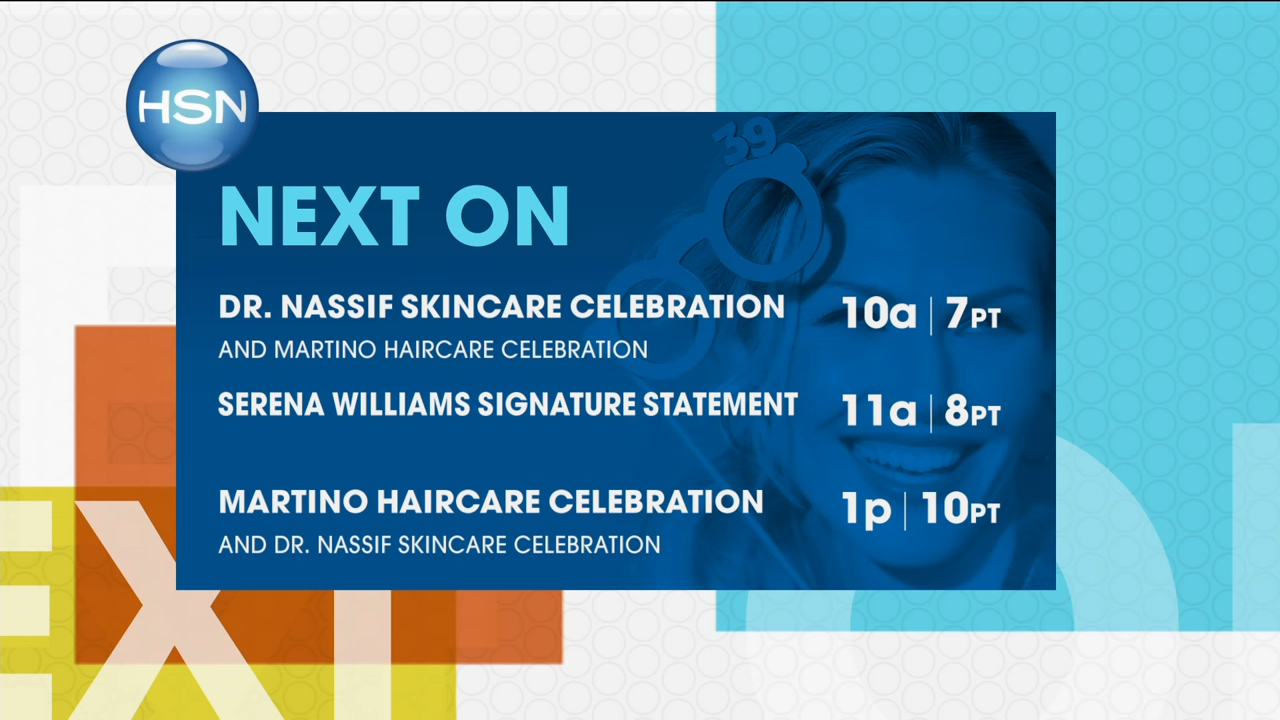 HSN
39
NEXT ON
DR. NASSIF SKINCARE CELEBRATION 10a | 7PT
AND MARTINO HAIRCARE CELEBRATION
SERENA WILLIAMS SIGNATURE STATEMENT 11a | 8PT
MARTINO HAIRCARE CELEBRATION 1p | 10PT
AND DR. NASSIF SKINCARE CELEBRATION
EXT